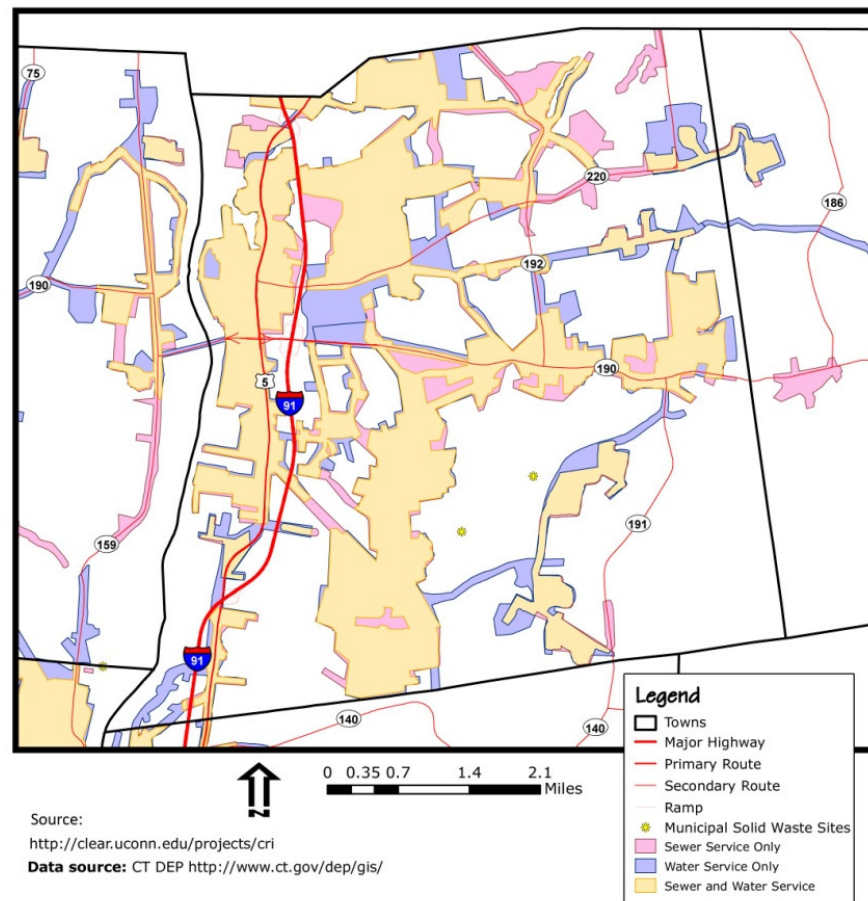 75
220
186
192
190
190
5
91
159
191
91
140
140
Legend
Towns
Major Highway
Primary Route
Secondary Route
Ramp
Municipal Solid Waste Sites
Sewer Service Only
Water Service Only
Sewer and Water Service
0 0.35 0.7 1.4 2.1
Miles
N
Source:
http://clear.uconn.edu/projects/cri
Data source: CT DEP http://www.ct.gov/dep/gis/